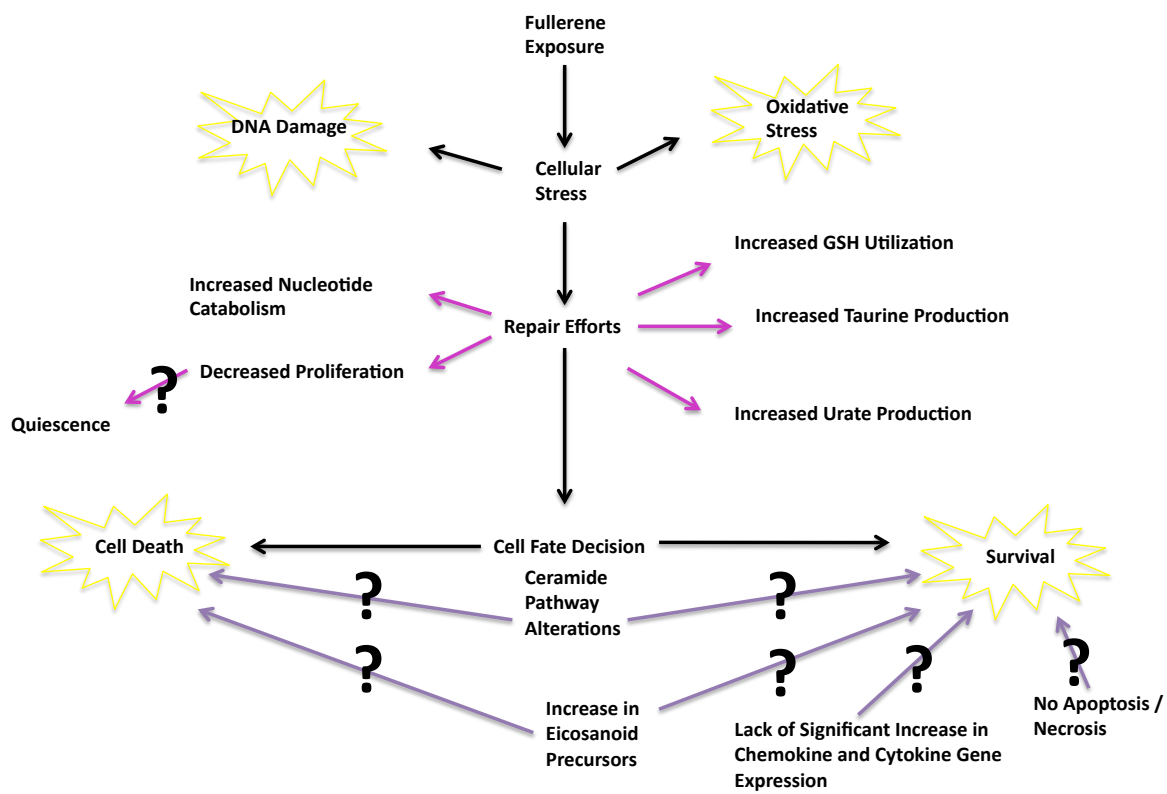 Fullerene
Exposure
DNA Damage
Oxidative
Stress
Cellular
Stress
Increased GSH Utilization
Increased Nucleotide
Catabolism
Increased Taurine Production
Repair Efforts
Decreased Proliferation
?
Increased Urate Production
Quiescence
Cell Death
Cell Fate Decision
Survival
Ceramide
Pathway
Alterations
?
?
?
?
?
?
Increase in
Eicosanoid
Precursors
Lack of Significant Increase in
Chemokine and Cytokine Gene
Expression
No Apoptosis /
Necrosis